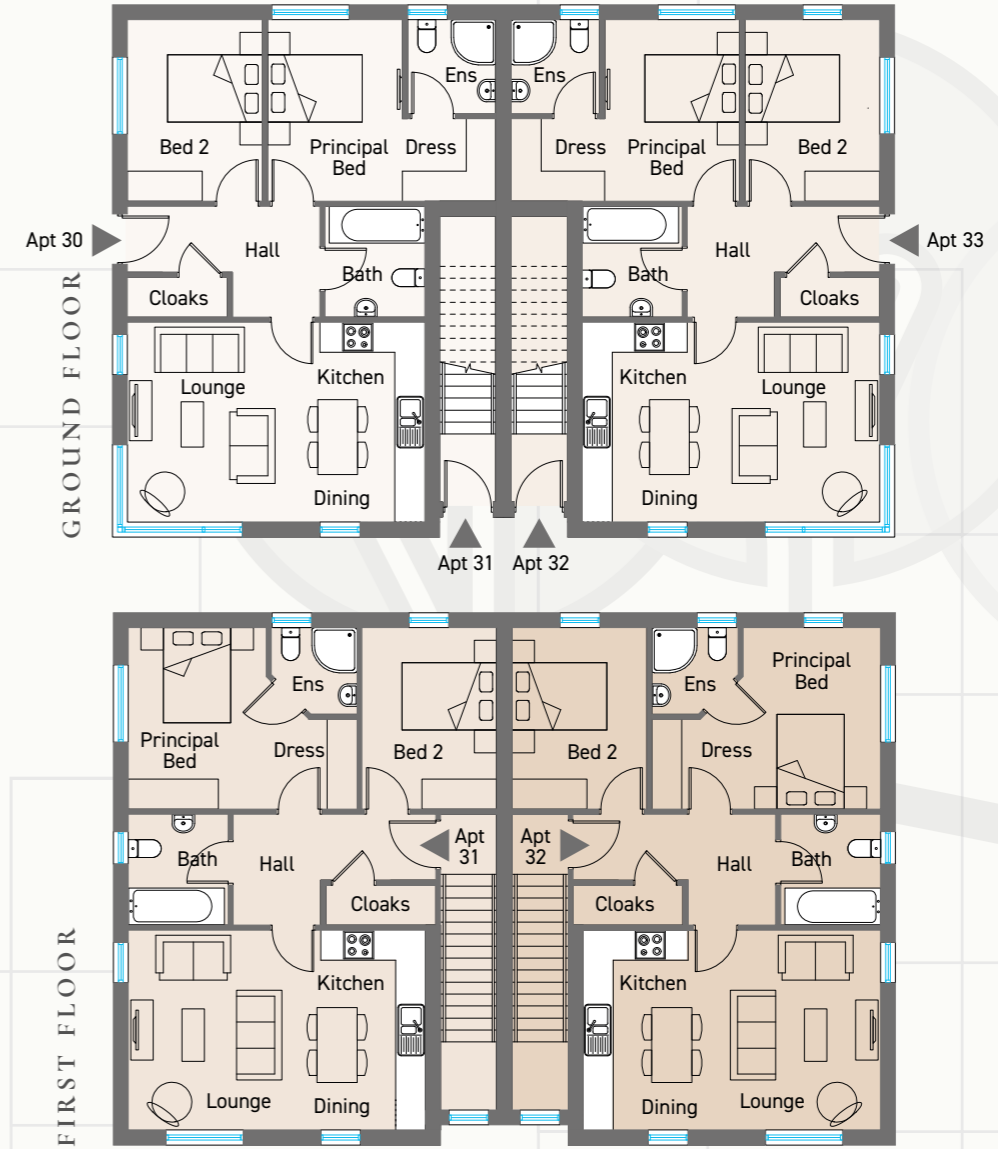 Ens
Ens
Bed 2
Principal
Bed
Dress
Dress
Principal
Bed
Bed 2
Apt 30
Hall
Bath
Bath
Hall
Apt 33
Cloaks
Cloaks
Lounge
Kitchen
Kitchen
Lounge
Dining
Dining
GROUND FLOOR
Apt 31
Apt 32
Ens
Ens
Principal
Bed
Principal
Bed
Dress
Bed 2
Bed 2
Dress
Apt
31
Apt
32
Bath
Hall
Hall
Bath
Cloaks
Cloaks
Kitchen
Kitchen
Lounge
Dining
Dining
Lounge
FIRST FLOOR